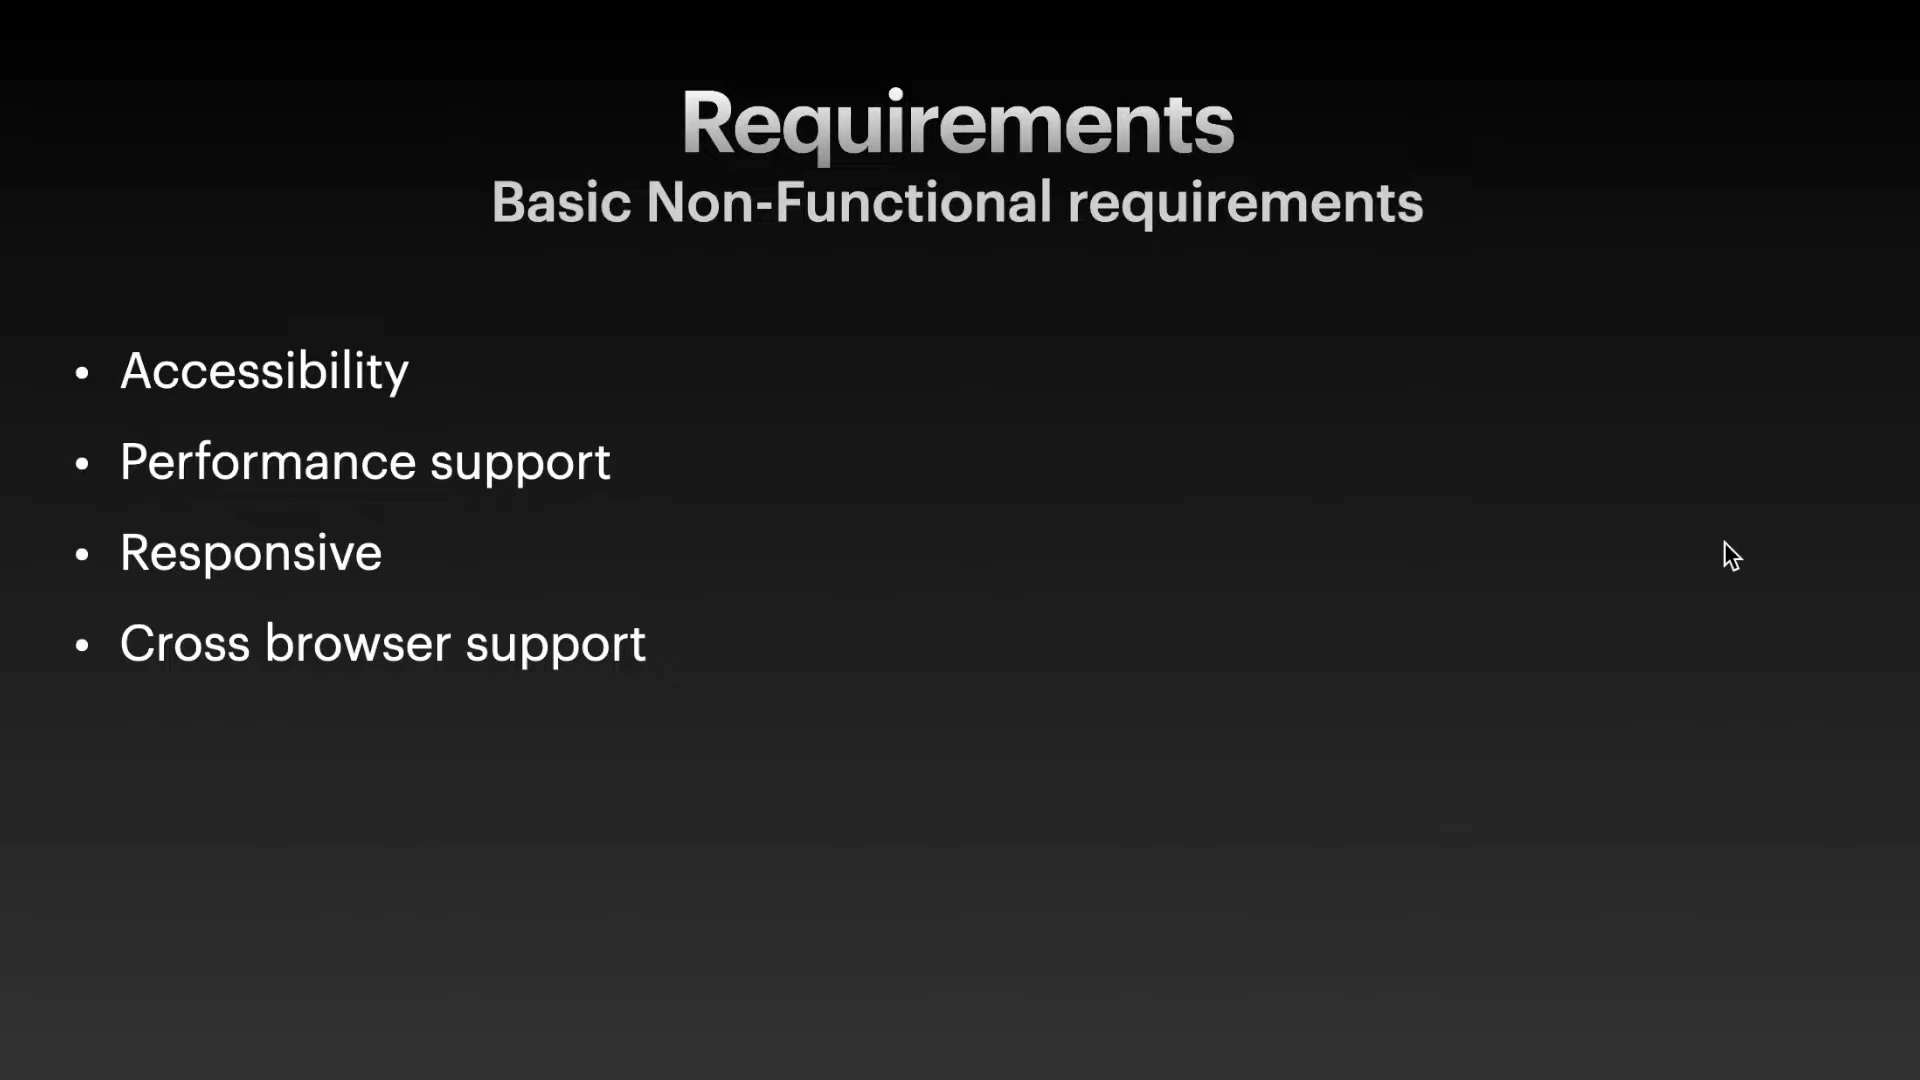 Requirements
Basic Non-Functional requirements
• Accessibility
• Performance support
• Responsive
• Cross browser support